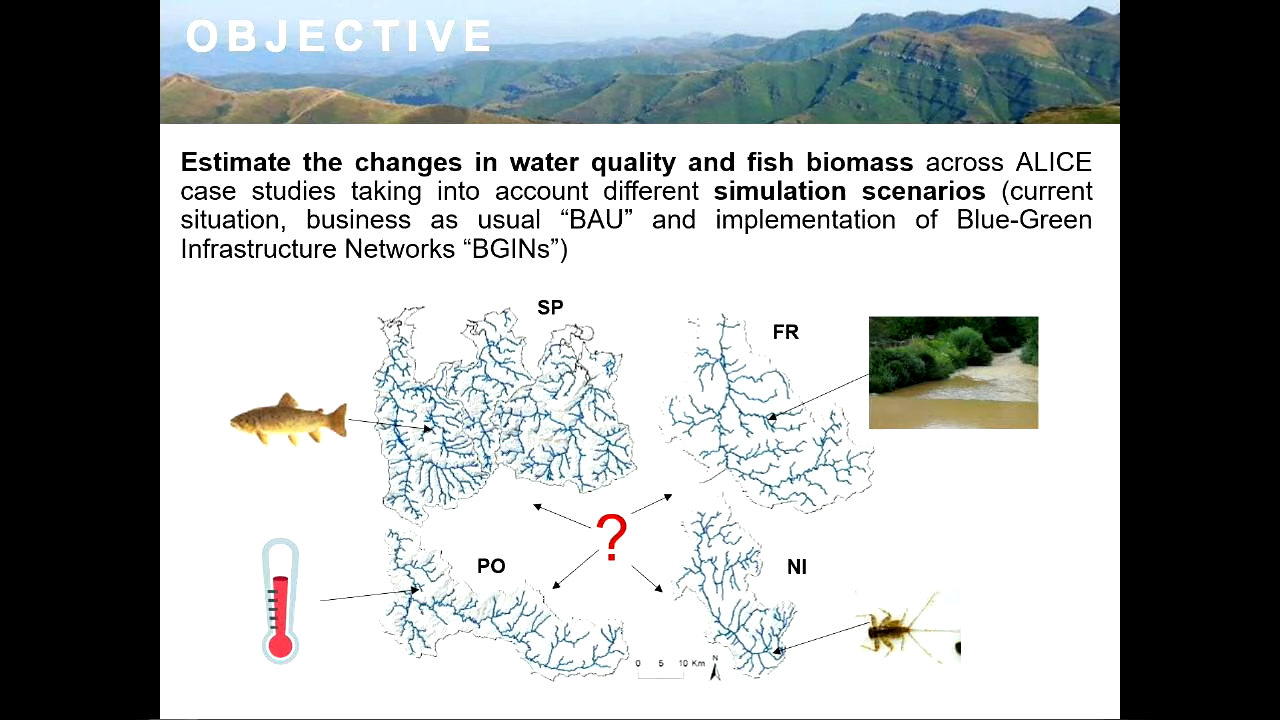 OBJECTIVE
Estimate the changes in water quality and fish biomass across ALICE
case studies taking into account different simulation scenarios (current
situation, business as usual “BAU” and implementation of Blue-Green
Infrastructure Networks “BGINs”)
SP
FR
?
PO
NI
0 5 10 Km
N